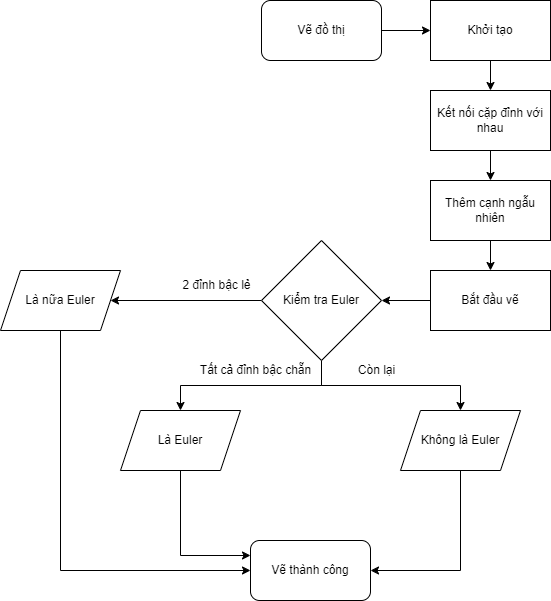 Vẽ đồ thị
Khởi tạo
Kết nối cặp đỉnh với
nhau
Thêm cạnh ngẫu
nhiên
Bắt đầu vẽ
Kiểm tra Euler
2 đỉnh bậc lẻ
Là nữa Euler
Tất cả đỉnh bậc chẵn
Còn lại
Là Euler
Không là Euler
Vẽ thành công